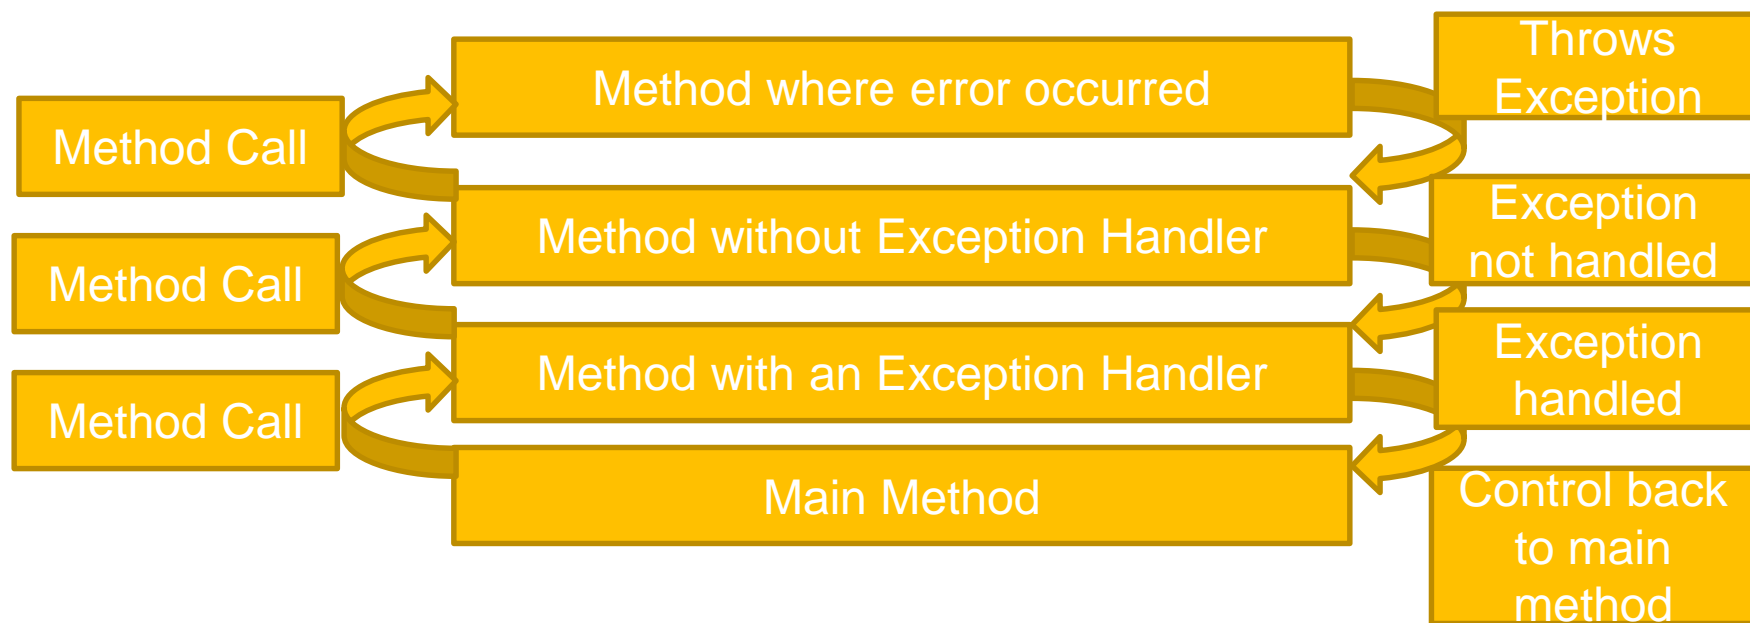 Method Call
Method Call
Method Call
Method where error occurred
Method without Exception Handler
Method with an Exception Handler
Main Method
Throws
Exception
Exception
not handled
Exception
handled
Control back
to main
method